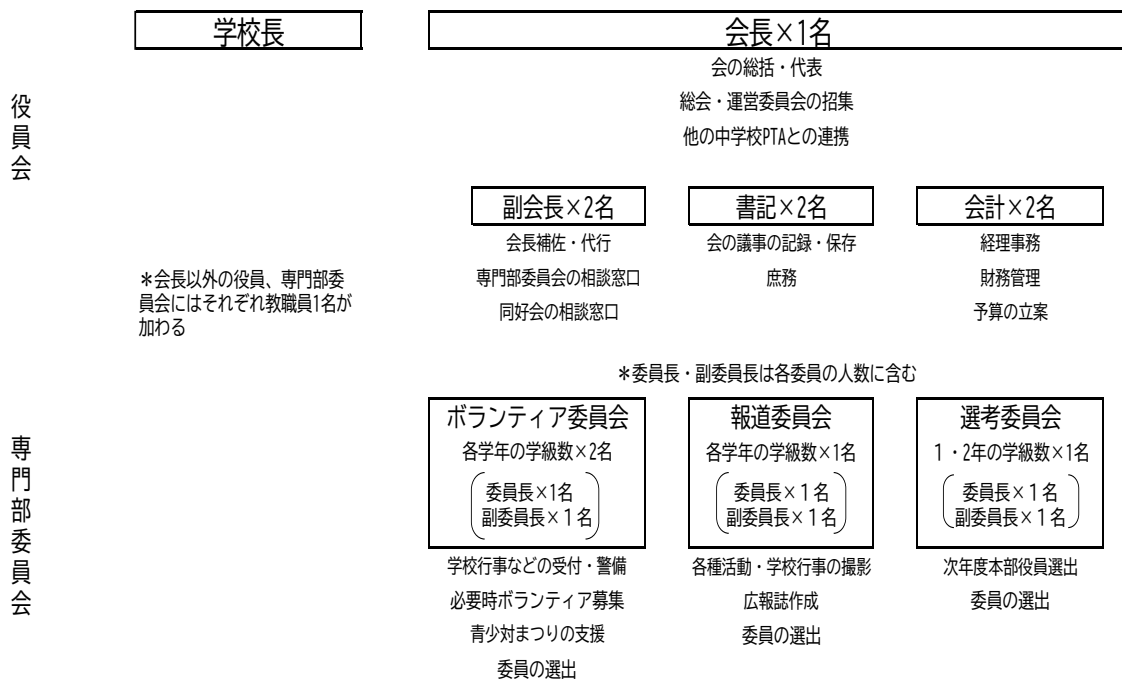 学校長
会長×1名
会の総括・代表
総会・運営委員会の招集
他の中学校PTAとの連携
役員会
副会長×2名
会長補佐・代行
専門部委員会の相談窓口
同好会の相談窓口
書記×2名
会の議事の記録・保存
庶務
会計×2名
経理事務
財務管理
予算の立案
＊会長以外の役員、専門部委
員会にはそれぞれ教職員1名が
加わる
＊委員長・副委員長は各委員の人数に含む
専門部委員会
ボランティア委員会
各学年の学級数×2名
委員長×1名
副委員長×１名
学校行事などの受付・警備
必要時ボランティア募集
青少対まつりの支援
委員の選出
報道委員会
各学年の学級数×1名
委員長×１名
副委員長×１名
各種活動・学校行事の撮影
広報誌作成
委員の選出
選考委員会
１・2年の学級数×1名
委員長×１名
副委員長×１名
次年度本部役員選出
委員の選出